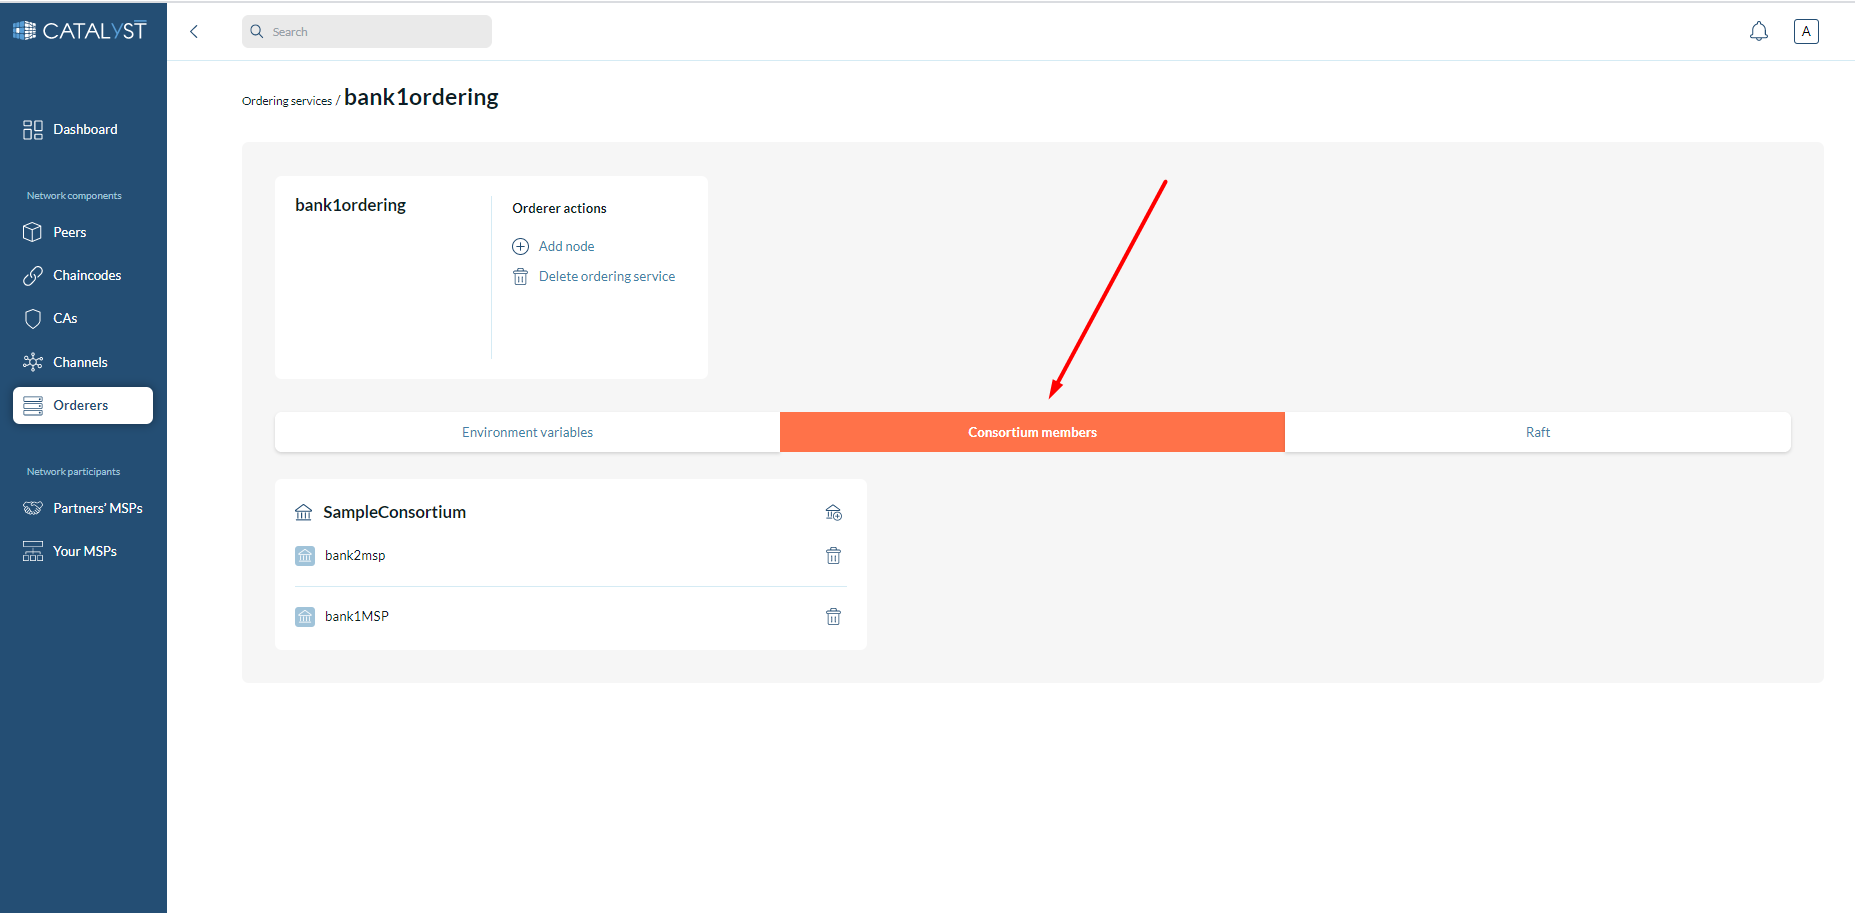 CATALYST
Search
A
Ordering services / bank1ordering
Dashboard
Network components
Peers
Chaincodes
CAs
Channels
Orderers
Network participants
Partners' MSPs
Your MSPs
bank1ordering
Orderer actions
Add node
Delete ordering service
Environment variables
Consortium members
Raft
SampleConsortium
bank2msp
bank1MSP